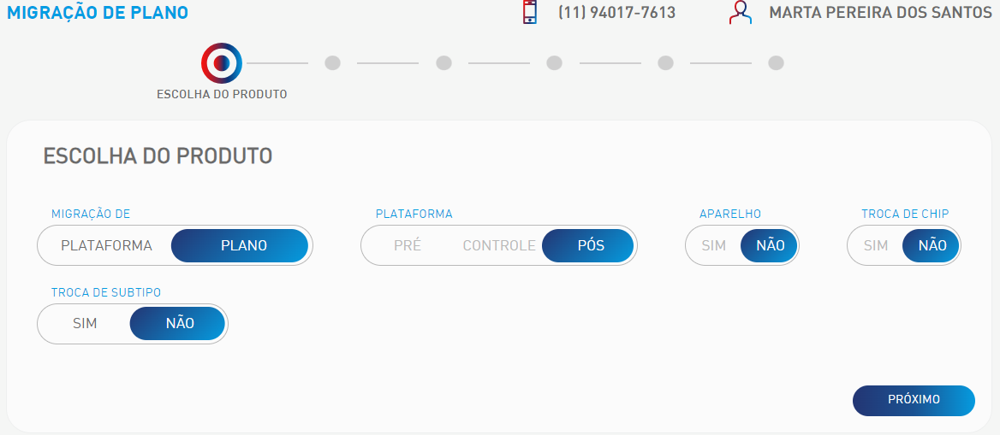 MIGRAÇÃO DE PLANO (11) 94017-7613 MARTA PEREIRA DOS SANTOS
ESCOLHA DO PRODUTO
ESCOLHA DO PRODUTO
MIGRAÇÃO DE PLATAFORMA APARELHO TROCA DE CHIP
PLATAFORMA PLANO PRÉ CONTROLE PÓS SIM NÃO SIM NÃO
TROCA DE SUBTIPO
SIM NÃO
PRÓXIMO